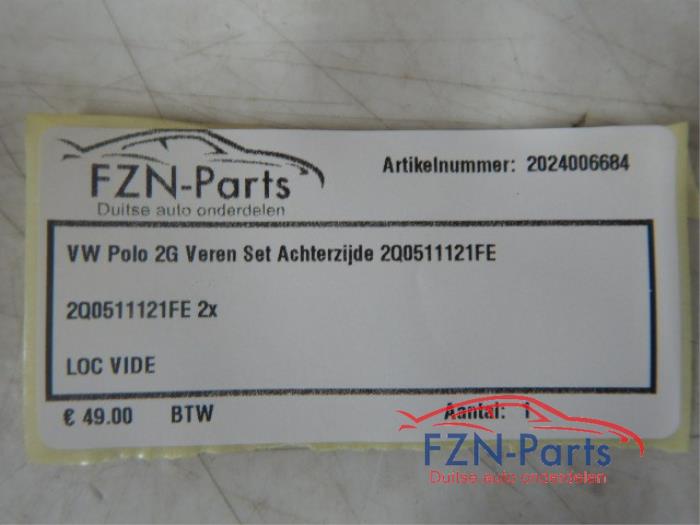 FZN-Parts
Duitse auto onderdelen
Artikelnummer: 2024006684
VW Polo 2G Veren Set Achterzijde 2Q0511121FE
2Q0511121FE 2x
LOC VIDE
€ 49.00 BTW Aantal: 1
FZN-Parts
Duitse auto onderdelen